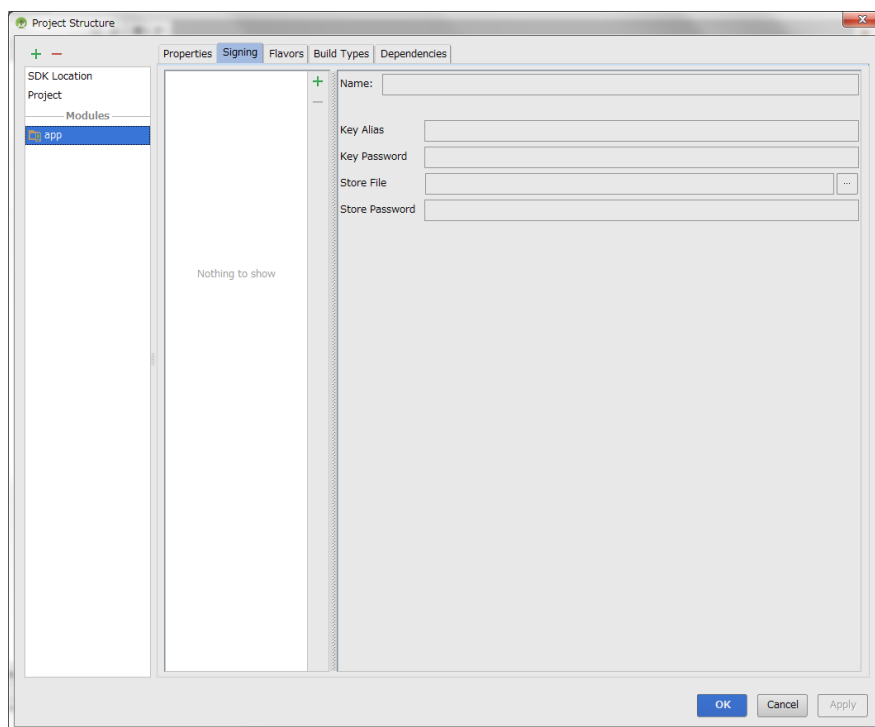 Project Structure
SDK Location
Project
Modules
app
Properties Signing Flavors Build Types Dependencies
Nothing to show
Name:
Key Alias
Key Password
Store File
...
Store Password
OK Cancel Apply